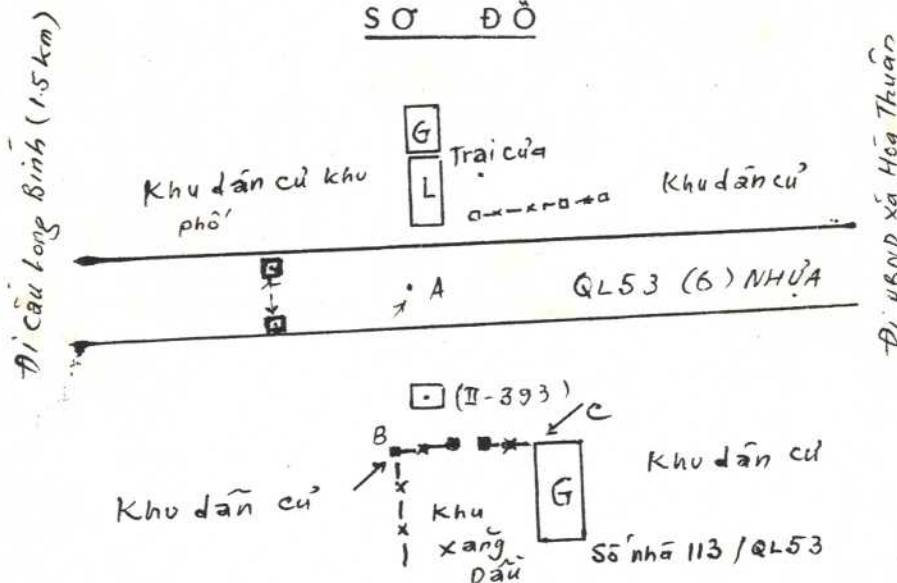 SƠ ĐỒ
Đi cầu Long Bình (1.5 km)
G
Trại cửa
L
Khu dân cư khu
phố
Khu dân cư
Đi UBND xã Hòa Thuận
A
QL53 (6) NHỰA
(II-393)
C
B
Khu dân cư
G
Khu dân cư
Khu
xăng
Dầu
Số nhà 113 / QL53